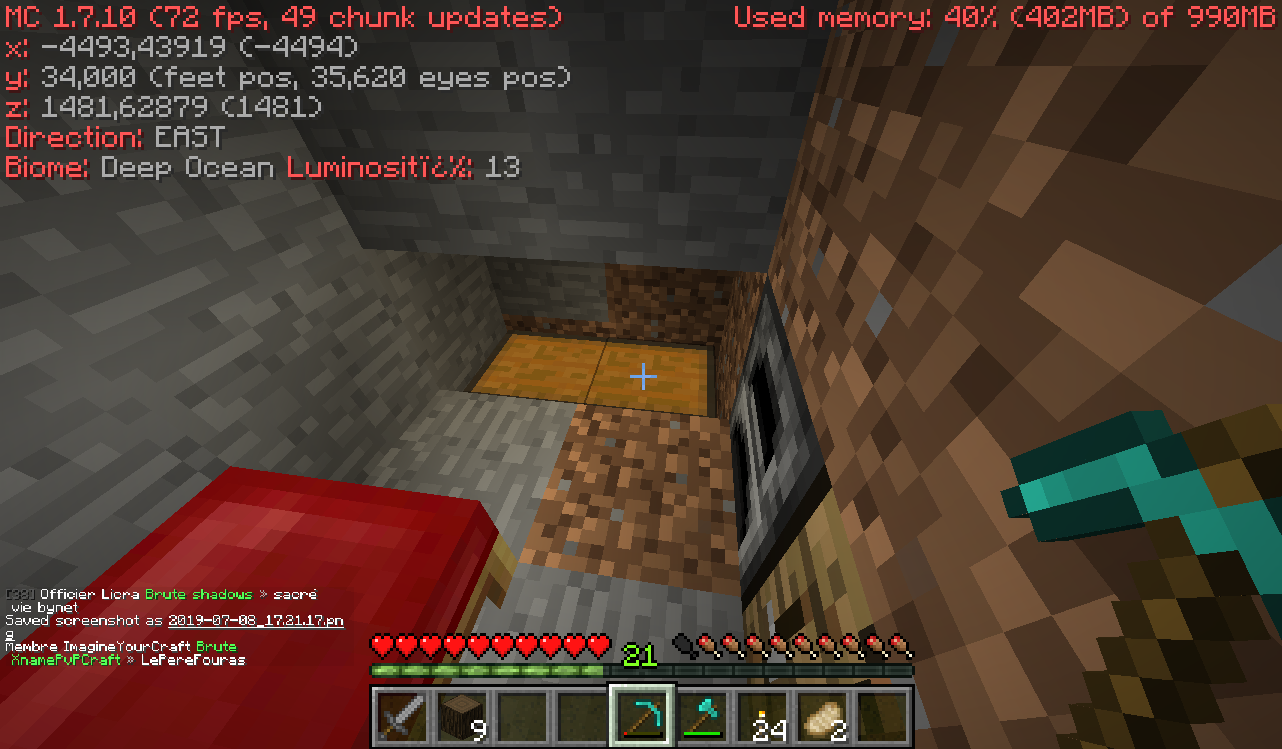 MC 1.7.10 (72 fps, 49 chunk updates)
Used memory: 40% (402MB) of 990MB
x: -4493,43919 (-4494)
y: 34,000 (feet pos, 35,620 eyes pos)
z: 1481,62879 (1481)
Direction: EAST
Biome: Deep Ocean Luminositï¿½: 13
[39] Officier Licra Brute shadows » sacré
vie bynet
Saved screenshot as 2019-07-08_17.21.17.pn
g
Membre ImagineYourCraft Brute
XnamePvPCraft » LePereFouras
21
9
24
2